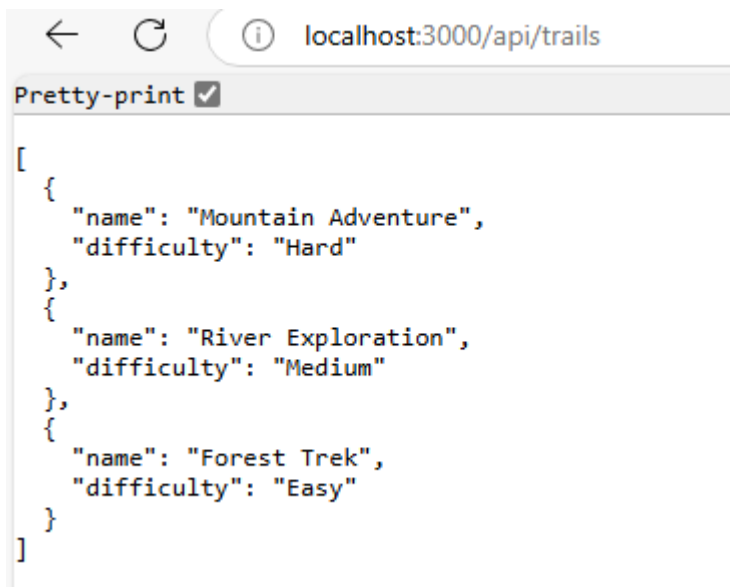 localhost:3000/api/trails
Pretty-print
[
  {
    "name": "Mountain Adventure",
    "difficulty": "Hard"
  },
  {
    "name": "River Exploration",
    "difficulty": "Medium"
  },
  {
    "name": "Forest Trek",
    "difficulty": "Easy"
  }
]